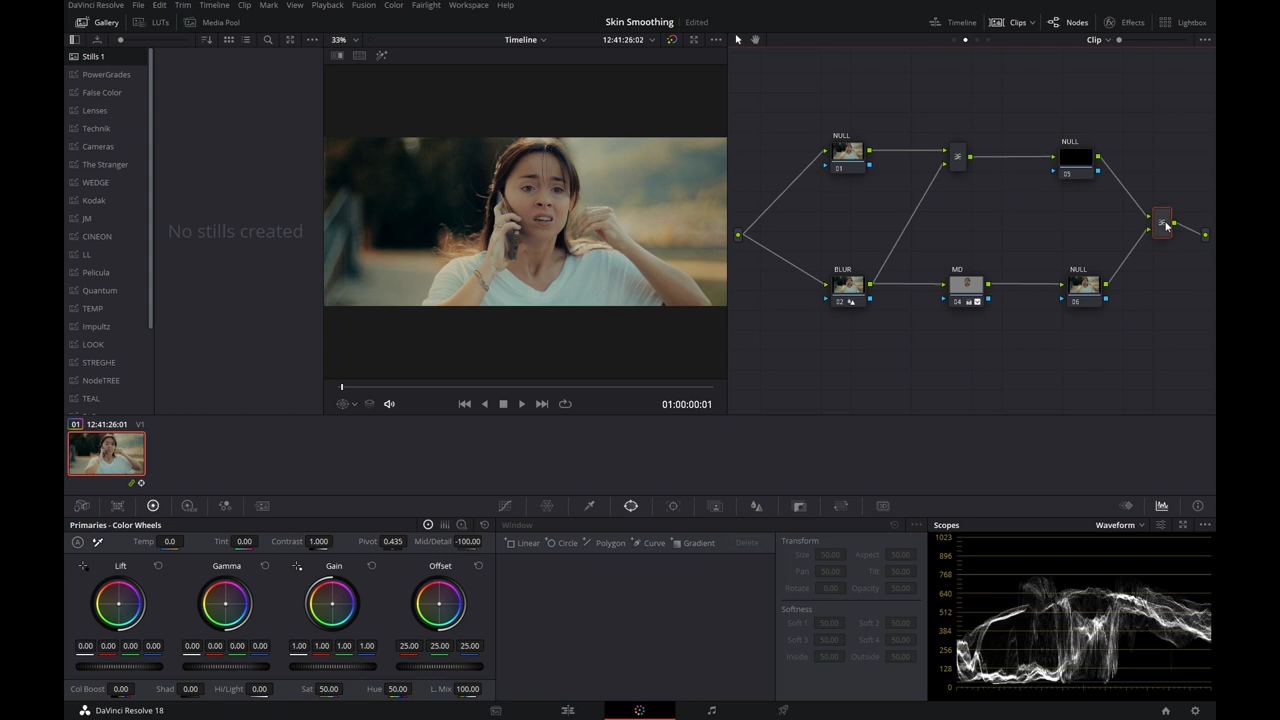 DaVinci Resolve File Edit Trim Timeline Clip Mark View Playback Fusion Color Fairlight Workspace Help
Gallery LUTs Media Pool Skin Smoothing Edited Timeline Clips Nodes Effects Lightbox
33% Timeline 12:41:26:02 Clip
Stills 1
PowerGrades
False Color
Lenses
Technik
Cameras
The Stranger
WEDGE
Kodak
JM
CINEON
LL
Pelicula
Quantum
TEMP
Impultz
LOOK
STREGHE
NodeTREE
TEAL
No stills created
01:00:00:01
NULL
01
NULL
05
BLUR
02
MD
04
NULL
06
01 12:41:26:01 V1
Primaries - Color Wheels
Temp 0.0 Tint 0.00 Contrast 1.000 Pivot 0.435 Mid/Detail -100.00
Lift Gamma Gain Offset
0.00 0.00 0.00 0.00 0.00 0.00 0.00 0.00 1.00 1.00 1.00 1.00 25.00 25.00 25.00
Col Boost 0.00 Shad 0.00 Hi/Light 0.00 Sat 50.00 Hue 50.00 L. Mix 100.00
Window
Linear Circle Polygon Curve Gradient Delete
Transform
Size 50.00 Aspect 50.00
Pan 50.00 Tilt 50.00
Rotate 0.00 Opacity 50.00
Softness
Soft 1 50.00 Soft 2 50.00
Soft 3 50.00 Soft 4 50.00
Inside 50.00 Outside 50.00
Scopes Waveform
1023
896
768
640
512
384
256
128
0
DaVinci Resolve 18